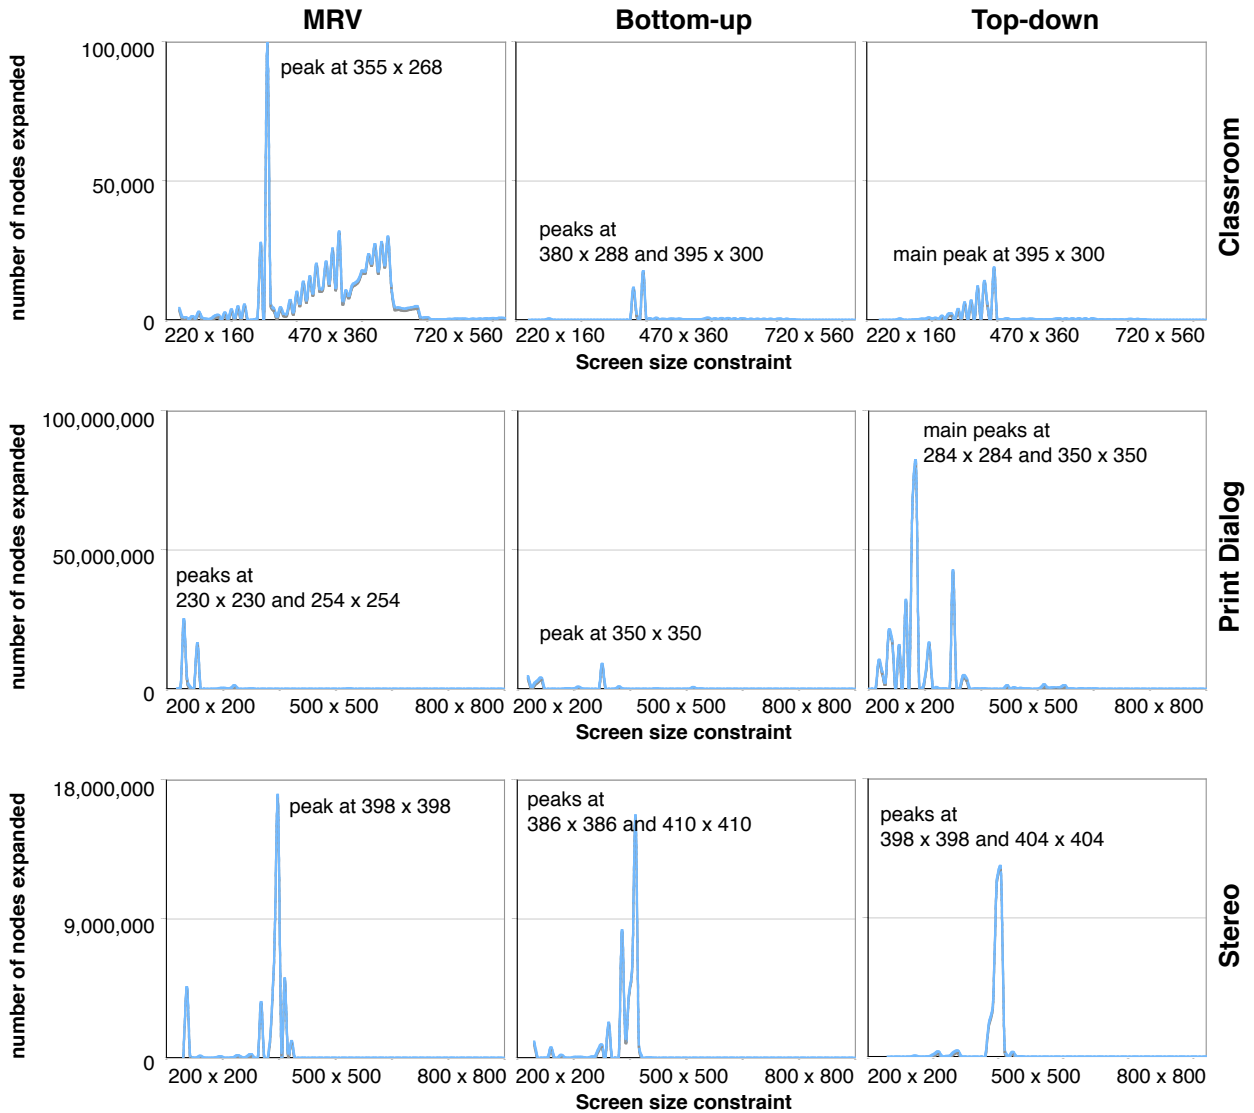 MRV
Bottom-up
Top-down
number of nodes expanded
100,000
50,000
0
peak at 355 x 268
220 x 160
470 x 360
720 x 560
peaks at
380 x 288 and 395 x 300
470 x 360
720 x 560
main peak at 395 x 300
220 x 160
470 x 360
720 x 560
Screen size constraint
Classroom
number of nodes expanded
100,000,000
50,000,000
0
peaks at
230 x 230 and 254 x 254
200 x 200
500 x 500
800 x 800
peak at 350 x 350
200 x 200
500 x 500
800 x 800
main peaks at
284 x 284 and 350 x 350
200 x 200
500 x 500
800 x 800
Screen size constraint
Print Dialog
number of nodes expanded
18,000,000
9,000,000
0
peak at 398 x 398
200 x 200
500 x 500
800 x 800
peaks at
386 x 386 and 410 x 410
200 x 200
500 x 500
800 x 800
peaks at
398 x 398 and 404 x 404
200 x 200
500 x 500
800 x 800
Screen size constraint
Stereo